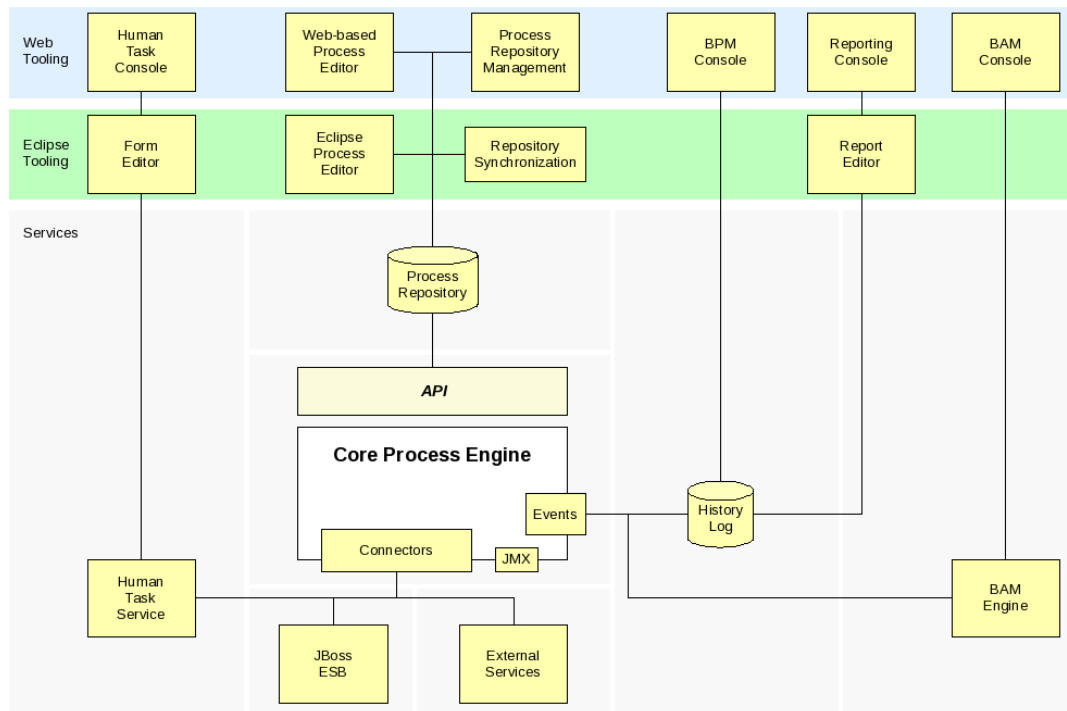 Web
Tooling
Human
Task
Console
Web-based
Process
Editor
Process
Repository
Management
BPM
Console
Reporting
Console
BAM
Console
Eclipse
Tooling
Form
Editor
Eclipse
Process
Editor
Repository
Synchronization
Report
Editor
Services
Process
Repository
API
Core Process Engine
Events
History
Log
Connectors
JMX
Human
Task
Service
BAM
Engine
JBoss
ESB
External
Services